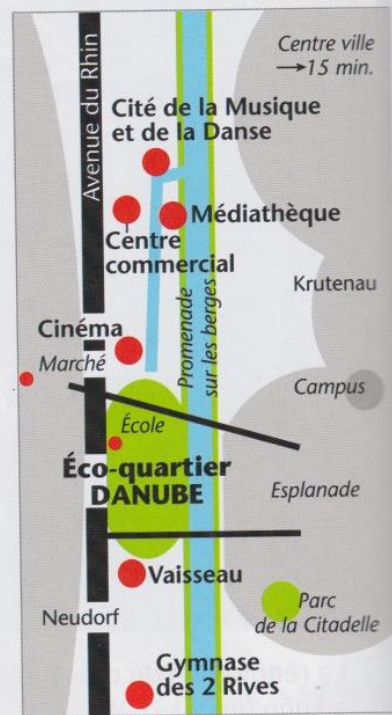 Centre ville
→15 min.
Avenue du Rhin
Cité de la Musique
et de la Danse
Médiathèque
Centre
commercial
Krutenau
Promenade
sur les berges
Cinéma
Marché
Campus
École
Éco-quartier
DANUBE
Esplanade
Vaisseau
Parc
de la Citadelle
Neudorf
Gymnase
des 2 Rives